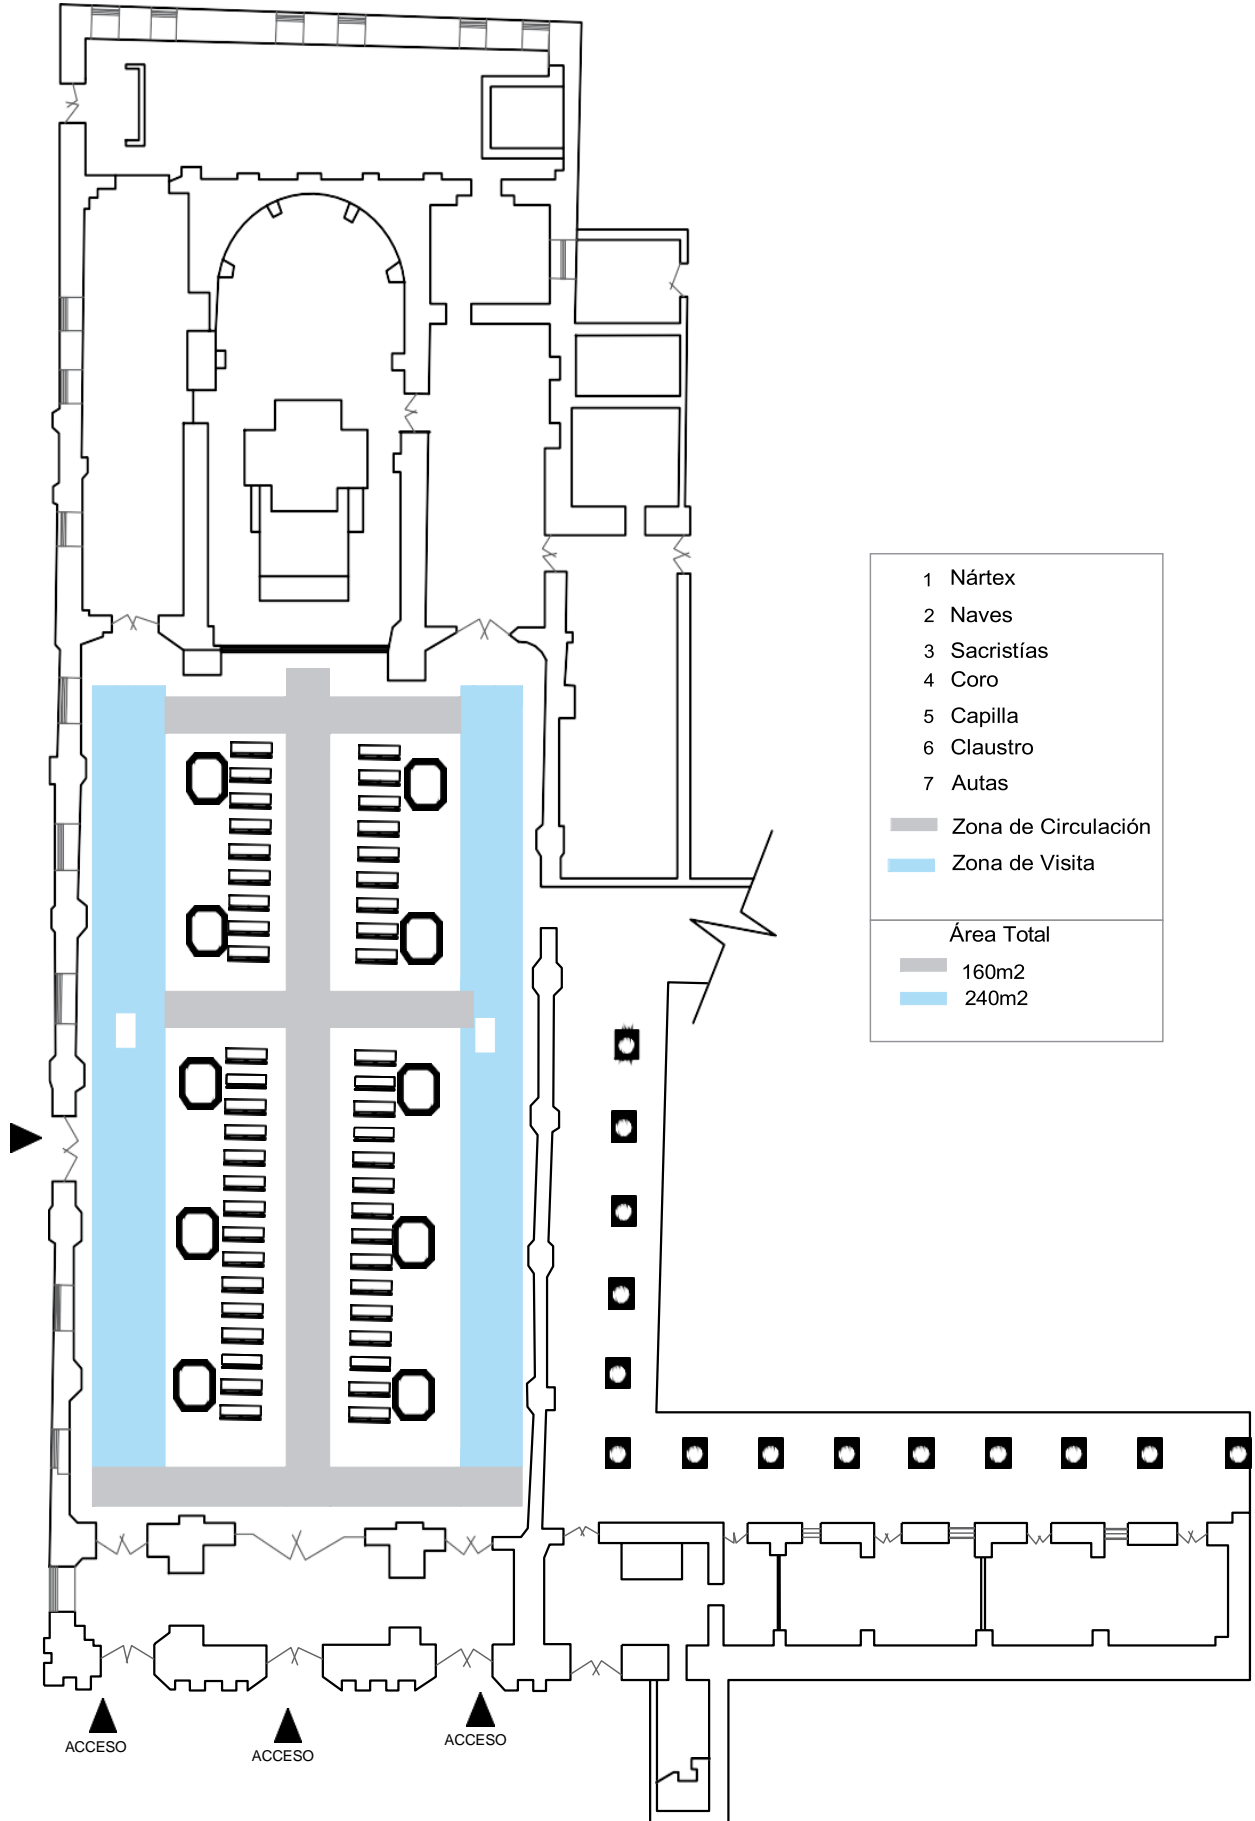 1 Nártex
2 Naves
3 Sacristías
4 Coro
5 Capilla
6 Claustro
7 Autas
Zona de Circulación
Zona de Visita
Área Total
160m2
240m2
ACCESO
ACCESO
ACCESO